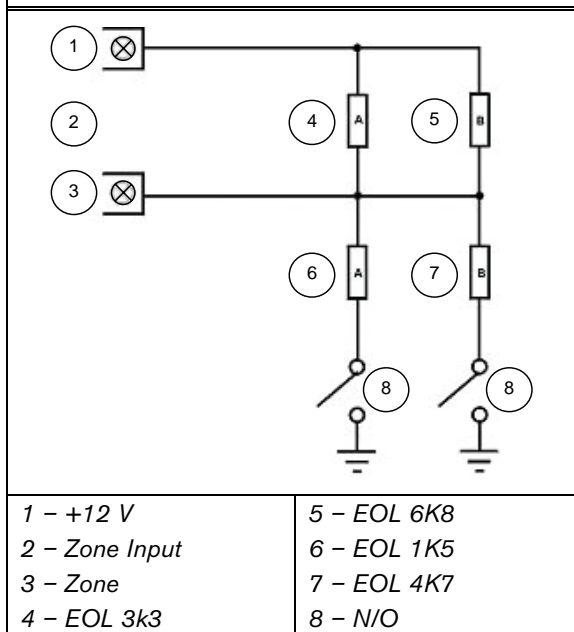 1
2
3
4
A
5
B
6
A
7
B
8
8
1 – +12 V
2 – Zone Input
3 – Zone
4 – EOL 3k3
5 – EOL 6K8
6 – EOL 1K5
7 – EOL 4K7
8 – N/O